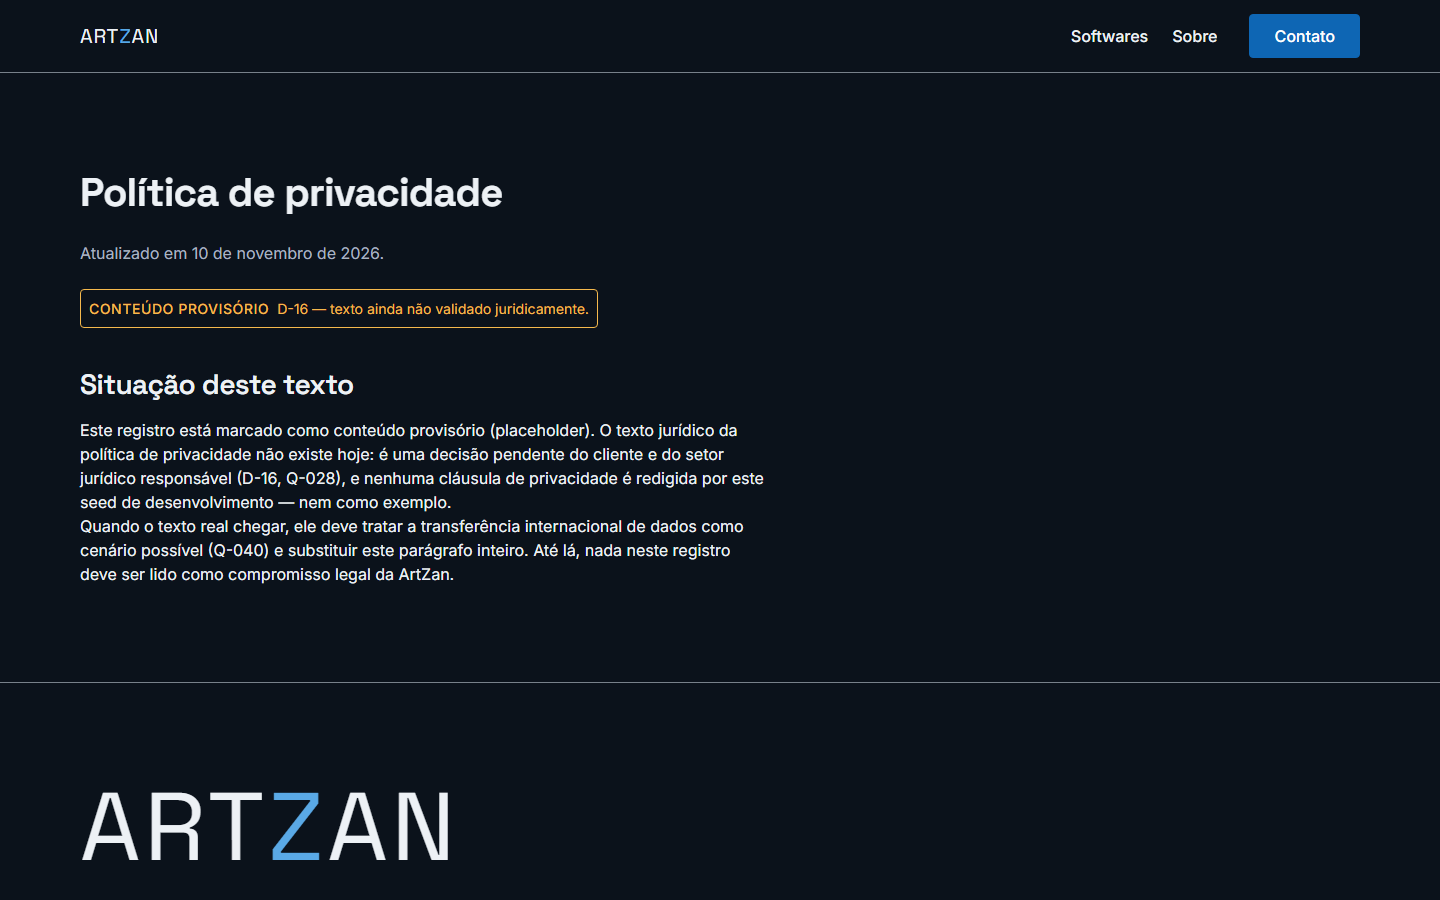 ARTZAN
Softwares
Sobre
Contato
Política de privacidade
Atualizado em 10 de novembro de 2026.
CONTEÚDO PROVISÓRIO D-16 — texto ainda não validado juridicamente.
Situação deste texto
Este registro está marcado como conteúdo provisório (placeholder). O texto jurídico da
política de privacidade não existe hoje: é uma decisão pendente do cliente e do setor
jurídico responsável (D-16, Q-028), e nenhuma cláusula de privacidade é redigida por este
seed de desenvolvimento — nem como exemplo.
Quando o texto real chegar, ele deve tratar a transferência internacional de dados como
cenário possível (Q-040) e substituir este parágrafo inteiro. Até lá, nada neste registro
deve ser lido como compromisso legal da ArtZan.
ARTZAN